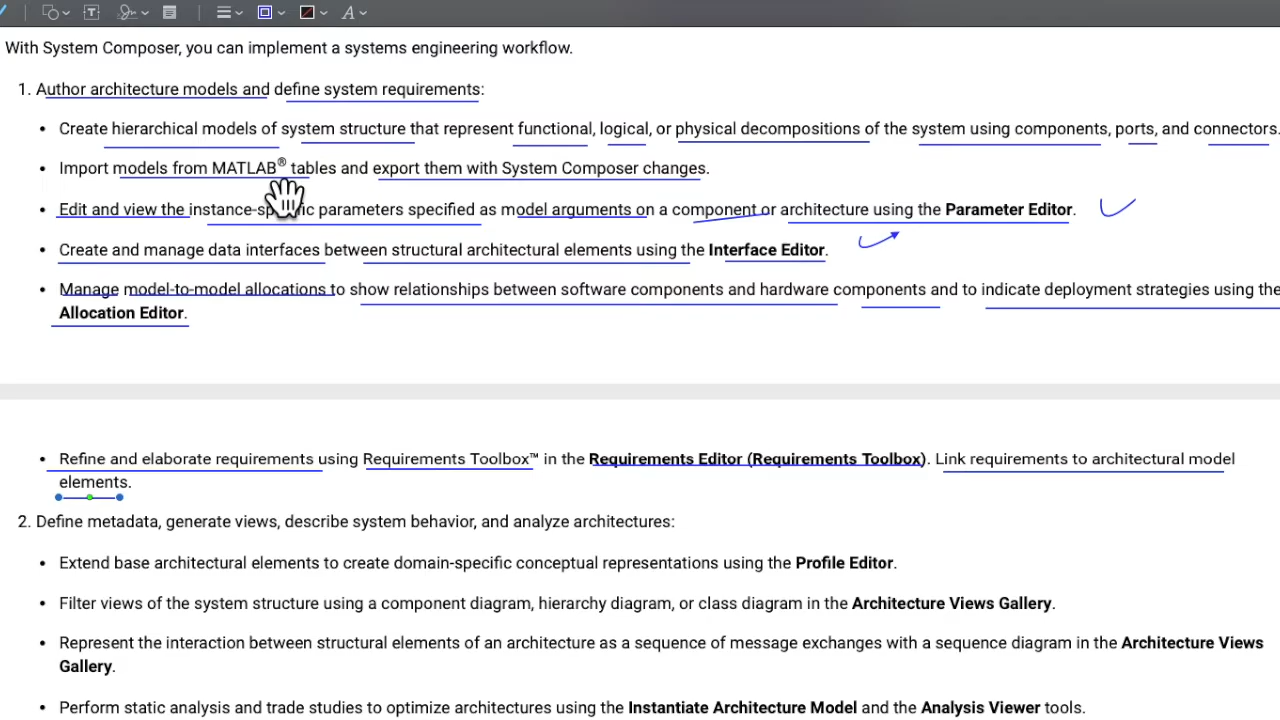 With System Composer, you can implement a systems engineering workflow.
1. Author architecture models and define system requirements:
• Create hierarchical models of system structure that represent functional, logical, or physical decompositions of the system using components, ports, and connectors.
• Import models from MATLAB® tables and export them with System Composer changes.
• Edit and view the instance-specific parameters specified as model arguments on a component or architecture using the Parameter Editor.
• Create and manage data interfaces between structural architectural elements using the Interface Editor.
• Manage model-to-model allocations to show relationships between software components and hardware components and to indicate deployment strategies using the
Allocation Editor.
• Refine and elaborate requirements using Requirements Toolbox™ in the Requirements Editor (Requirements Toolbox). Link requirements to architectural model
elements.
2. Define metadata, generate views, describe system behavior, and analyze architectures:
• Extend base architectural elements to create domain-specific conceptual representations using the Profile Editor.
• Filter views of the system structure using a component diagram, hierarchy diagram, or class diagram in the Architecture Views Gallery.
• Represent the interaction between structural elements of an architecture as a sequence of message exchanges with a sequence diagram in the Architecture Views
Gallery.
• Perform static analysis and trade studies to optimize architectures using the Instantiate Architecture Model and the Analysis Viewer tools.